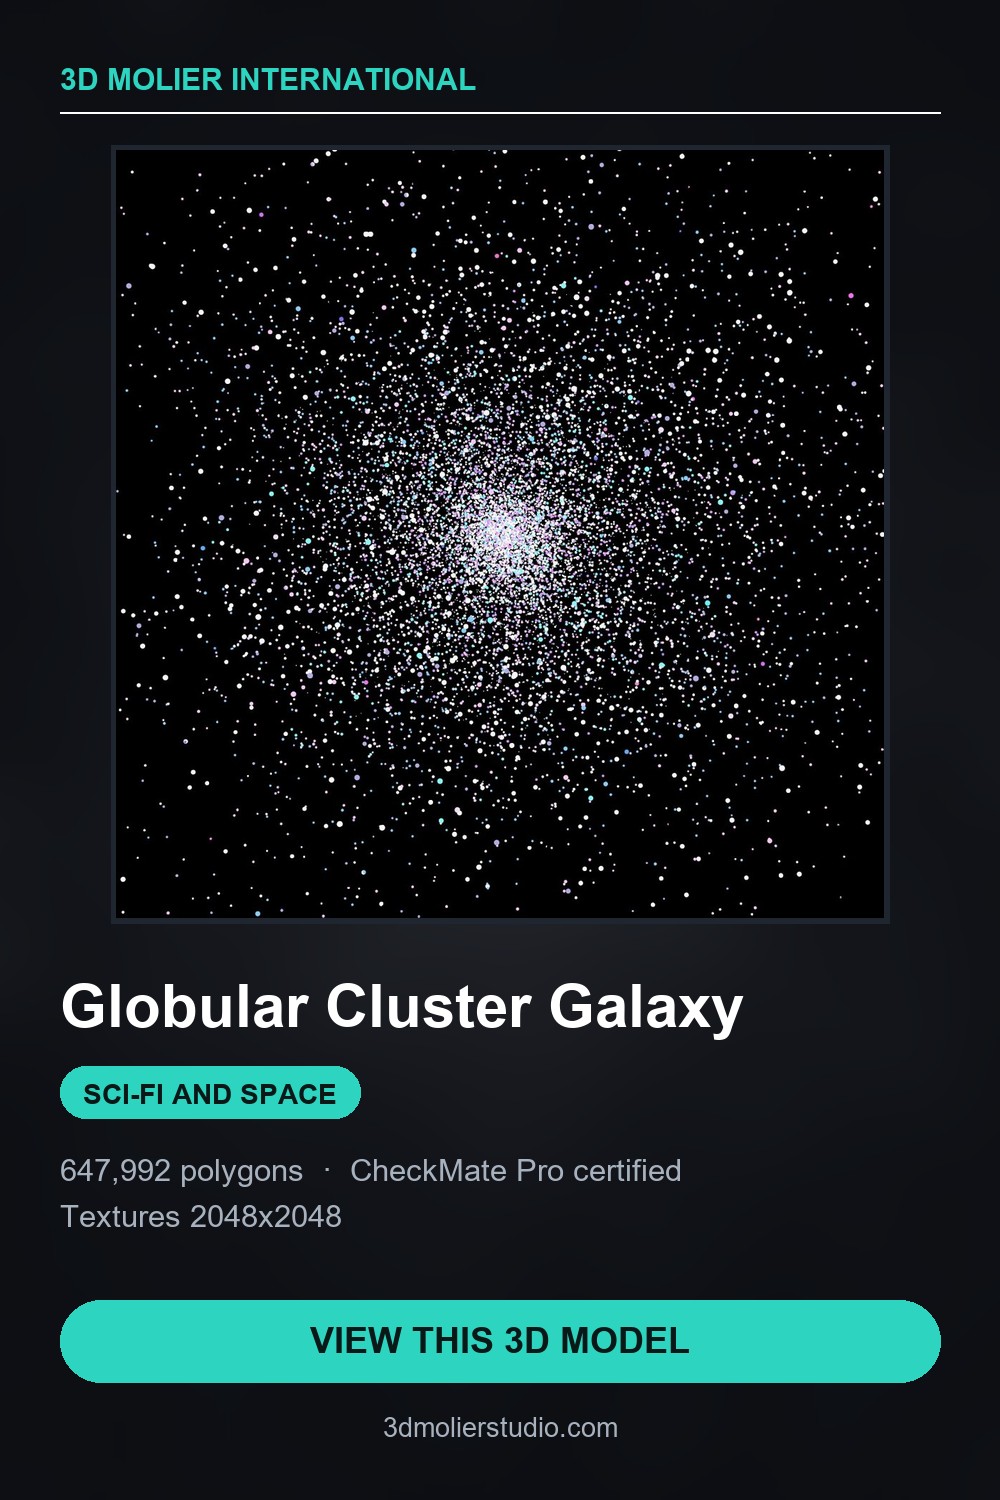 3D MOLIER INTERNATIONAL
Globular Cluster Galaxy
SCI-FI AND SPACE
647,992 polygons · CheckMate Pro certified
Textures 2048x2048
VIEW THIS 3D MODEL
3dmolierstudio.com